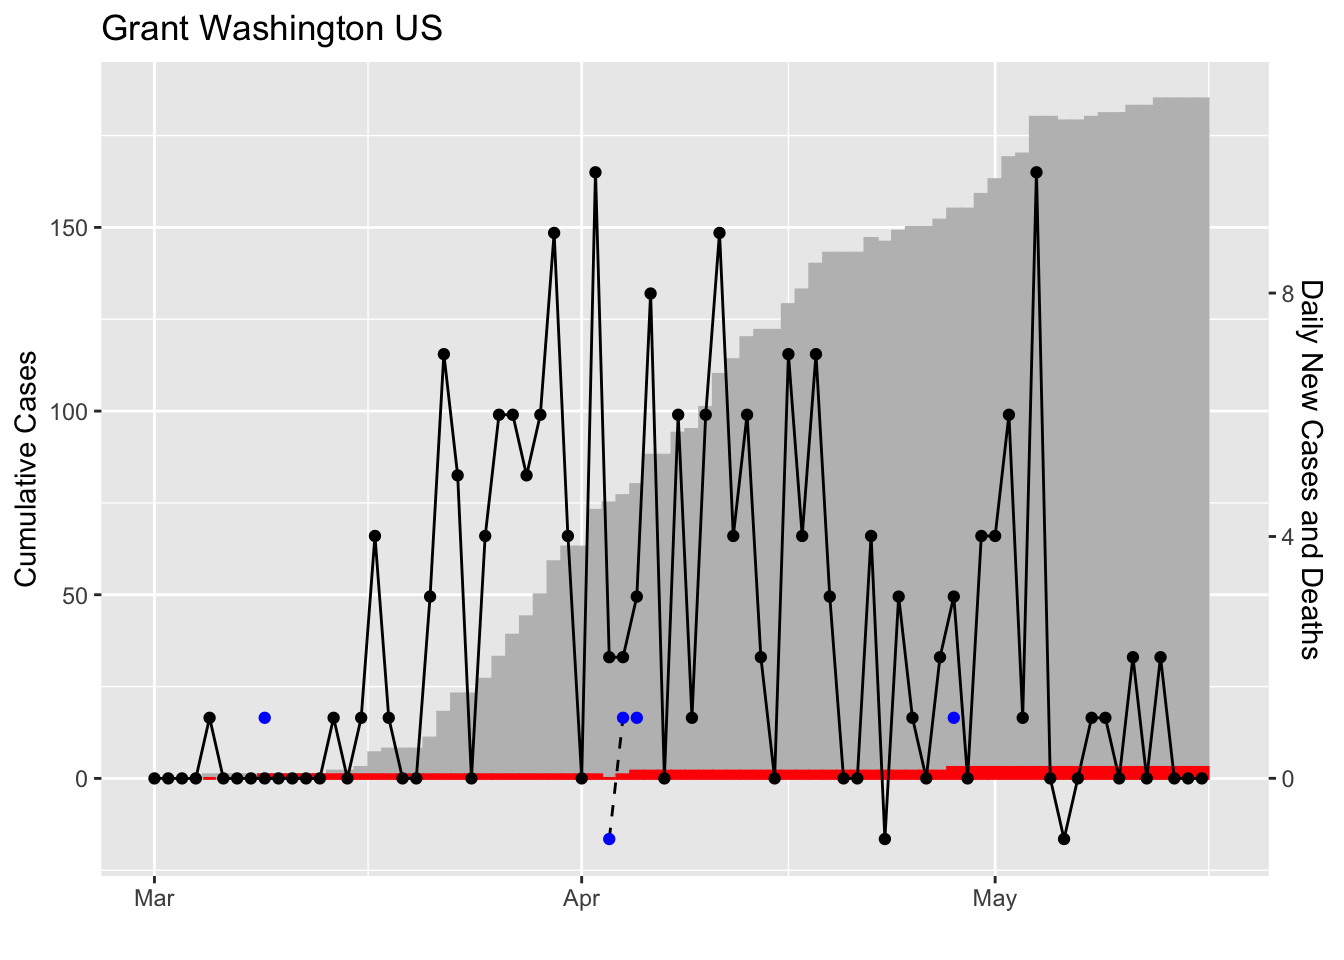 Grant Washington US
Cumulative Cases
150
100
50
0
8
4
0
Daily New Cases and Deaths
Mar
Apr
May